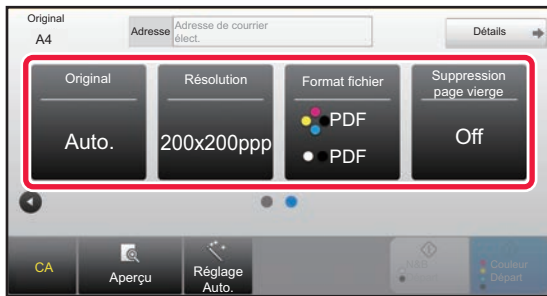 Original
A4
Adresse
Adresse de courrier
élect.
Détails
Original
Auto.
Résolution
200x200ppp
Format fichier
PDF
PDF
Suppression
page vierge
Off
CA
Aperçu
Réglage
Auto.
Couleur
Départ